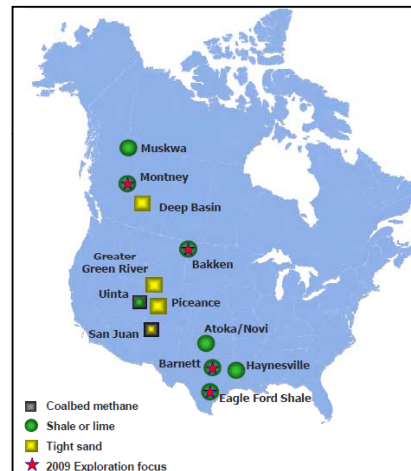 Muskwa
Montney
Deep Basin
Greater
Green River
Bakken
Uinta
Piceance
San Juan
Atoka/Novi
Barnett
Haynesville
Eagle Ford Shale
Coalbed methane
Shale or lime
Tight sand
2009 Exploration focus